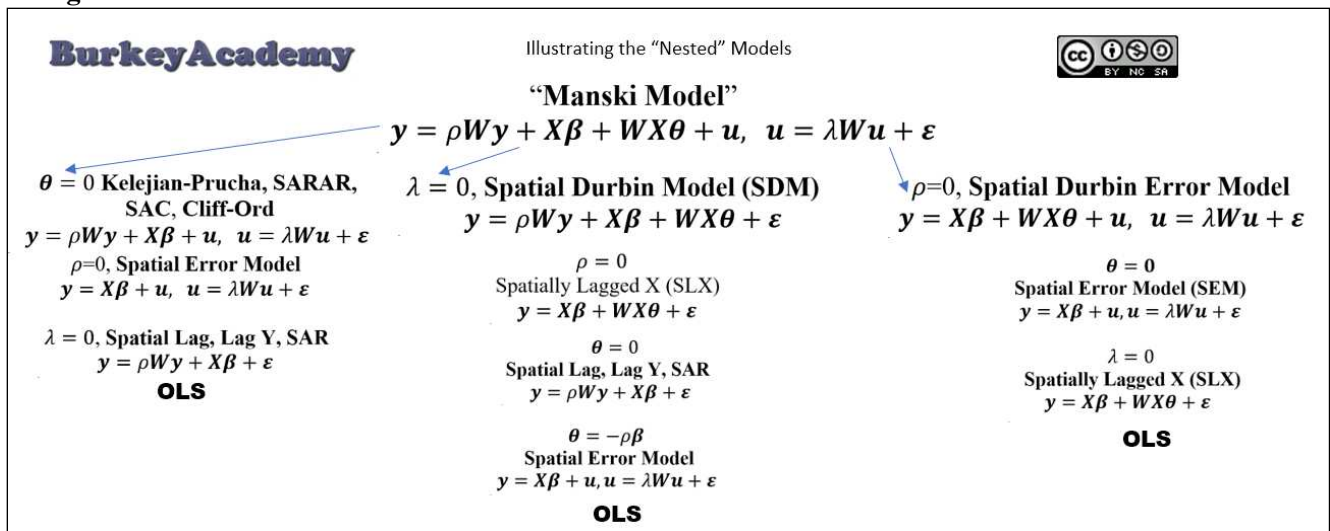 BurkeyAcademy
Illustrating the “Nested” Models
cc BY NC SA
“Manski Model”
y = ρWy + Xβ + WXθ + u, u = λWu + ε
θ = 0 Kelejian-Prucha, SARAR,
SAC, Cliff-Ord
y = ρWy + Xβ + u, u = λWu + ε
ρ=0, Spatial Error Model
y = Xβ + u, u = λWu + ε
λ = 0, Spatial Lag, Lag Y, SAR
y = ρWy + Xβ + ε
OLS
λ = 0, Spatial Durbin Model (SDM)
y = ρWy + Xβ + WXθ + ε
ρ = 0
Spatially Lagged X (SLX)
y = Xβ + WXθ + ε
θ = 0
Spatial Lag, Lag Y, SAR
y = ρWy + Xβ + ε
θ = −ρβ
Spatial Error Model
y = Xβ + u, u = λWu + ε
OLS
ρ=0, Spatial Durbin Error Model
y = Xβ + WXθ + u, u = λWu + ε
θ = 0
Spatial Error Model (SEM)
y = Xβ + u, u = λWu + ε
λ = 0
Spatially Lagged X (SLX)
y = Xβ + WXθ + ε
OLS